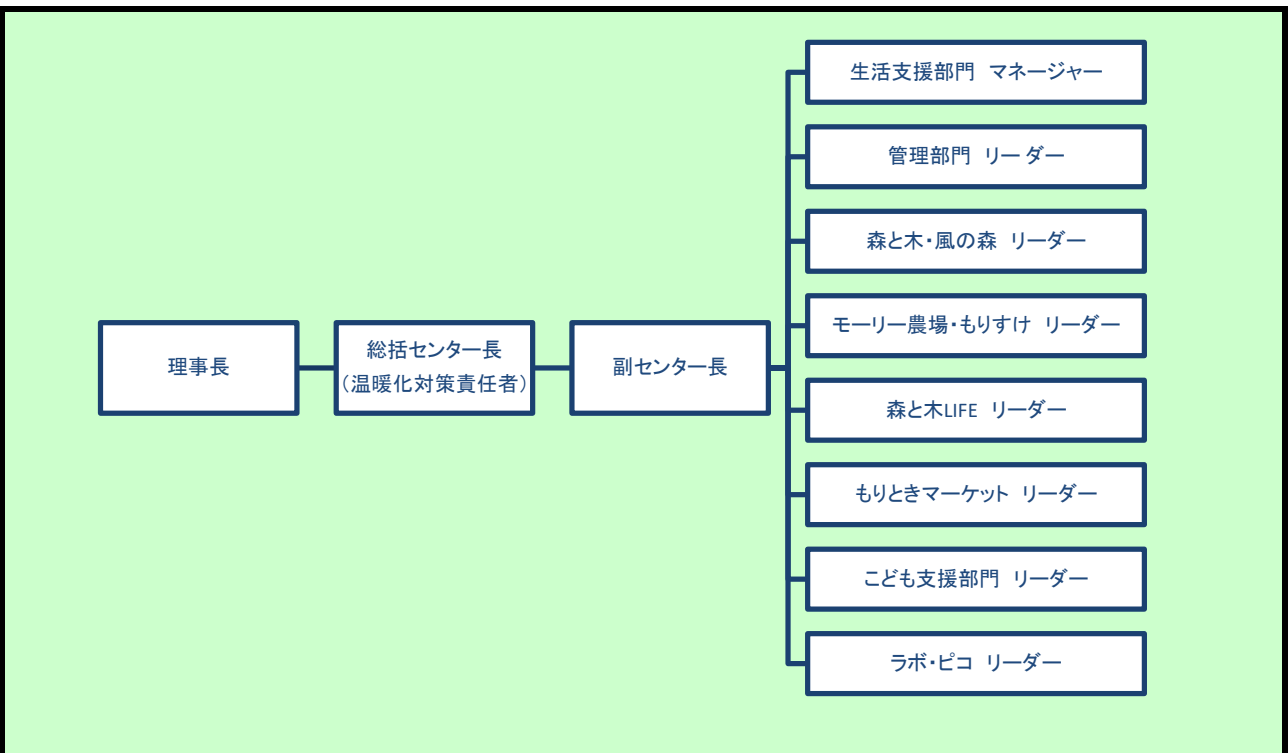 理事長
総括センター長
（温暖化対策責任者）
副センター長
生活支援部門　マネージャー
管理部門　リーダー
森と木・風の森　リーダー
モーリー農場・もりすけ　リーダー
森と木LIFE　リーダー
もりときマーケット　リーダー
こども支援部門　リーダー
ラボ・ピコ　リーダー